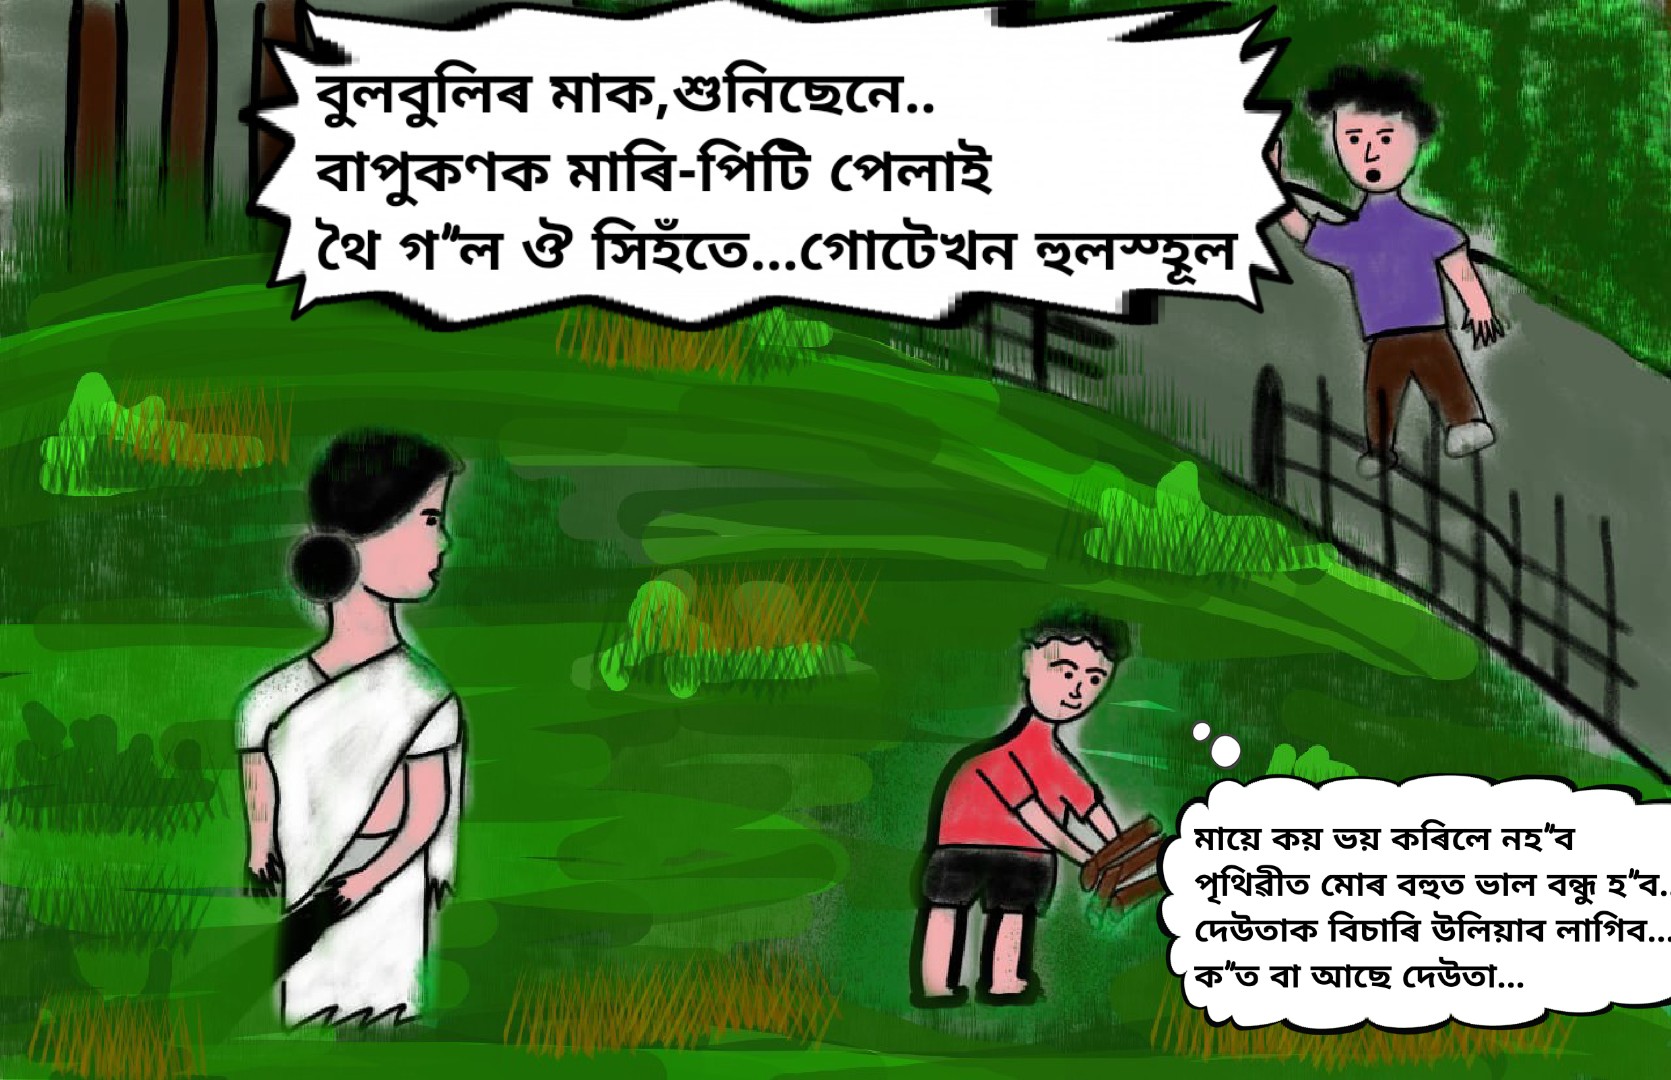 বুলবুলিৰ মাক,শুনিছেনে..
বাপুকণক মাৰি-পিটি পেলাই
থৈ গ"ল ঔ সিহঁতে...গোটেখন হুলস্হূল
মায়ে কয় ভয় কৰিলে নহ"ব
পৃথিৱীত মোৰ বহুত ভাল বন্ধু হ"ব..
দেউতাক বিচাৰি উলিয়াব লাগিব...
ক"ত বা আছে দেউতা...